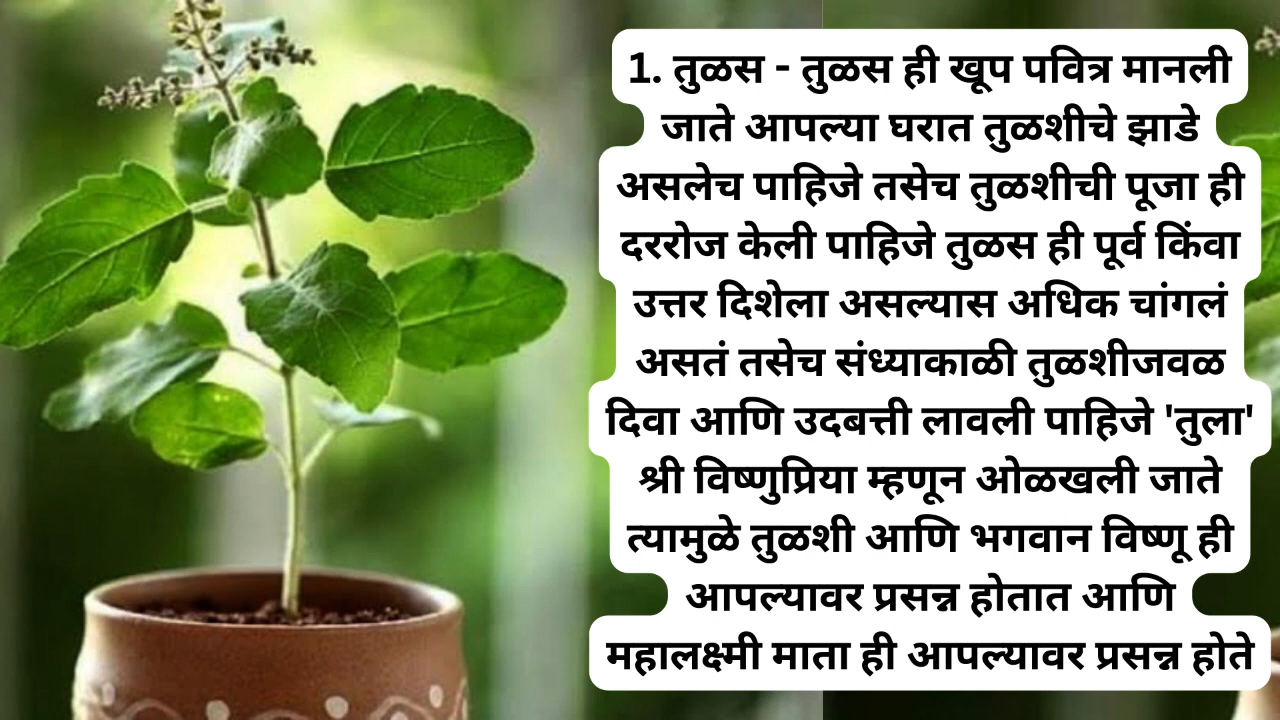 1. तुळस - तुळस ही खूप पवित्र मानली
जाते आपल्या घरात तुळशीचे झाडे
असलेच पाहिजे तसेच तुळशीची पूजा ही
दररोज केली पाहिजे तुळस ही पूर्व किंवा
उत्तर दिशेला असल्यास अधिक चांगलं
असतं तसेच संध्याकाळी तुळशीजवळ
दिवा आणि उदबत्ती लावली पाहिजे 'तुला'
श्री विष्णुप्रिया म्हणून ओळखली जाते
त्यामुळे तुळशी आणि भगवान विष्णू ही
आपल्यावर प्रसन्न होतात आणि
महालक्ष्मी माता ही आपल्यावर प्रसन्न होते